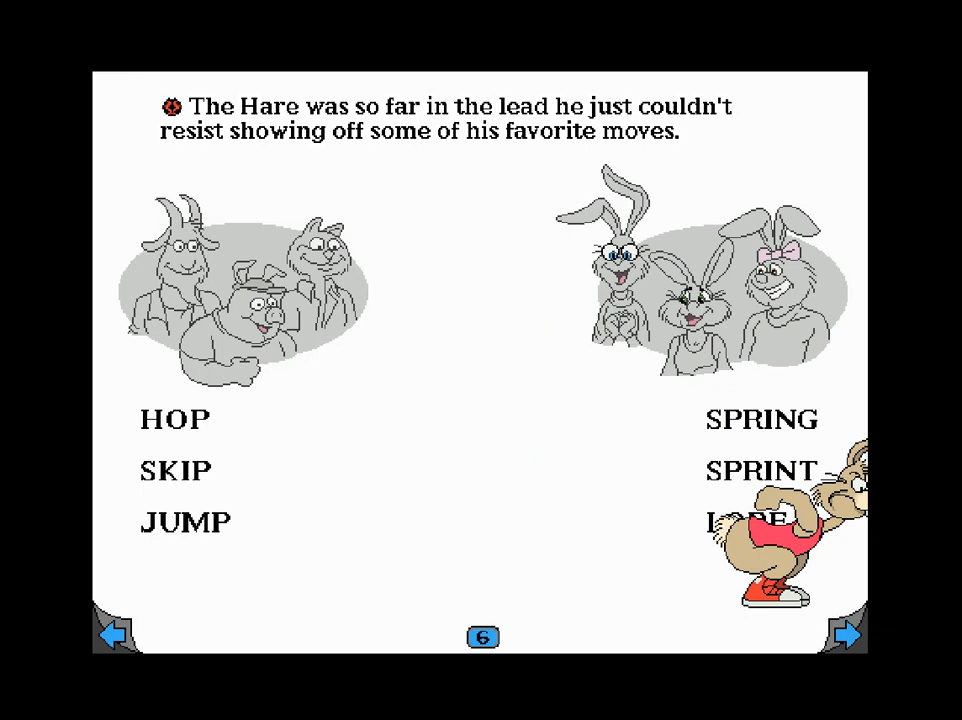 The Hare was so far in the lead he just couldn't
resist showing off some of his favorite moves.
HOP
SPRING
SKIP
SPRINT
JUMP
6